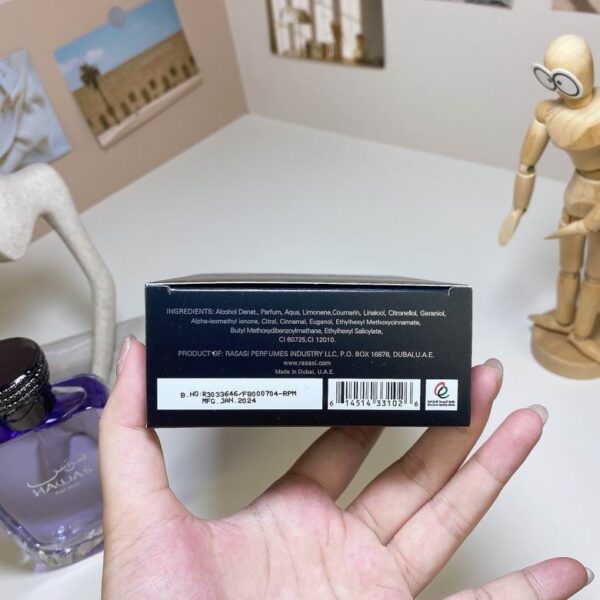 INGREDIENTS: Alcohol Denat., Parfum, Aqua, Limonene,Coumarin, Linalool, Citronellol, Geraniol,
Alpha-isomethyl ionone, Citral, Cinnamal, Eugenol, Ethylhexyl Methoxycinnamate,
Butyl Methoxydibenzoylmethane, Ethylhexyl Salicylate,
CI 60725,CI 12010.
PRODUCT OF: RASASI PERFUMES INDUSTRY LLC, P.O. BOX 16878, DUBAI,U.A.E.
www.rasasi.com
Made in Dubai, U.A.E.
B.NO:R3033646/F8000704-RPM
MFG.JAN.2024
6 14514 33102 6
HAWAS